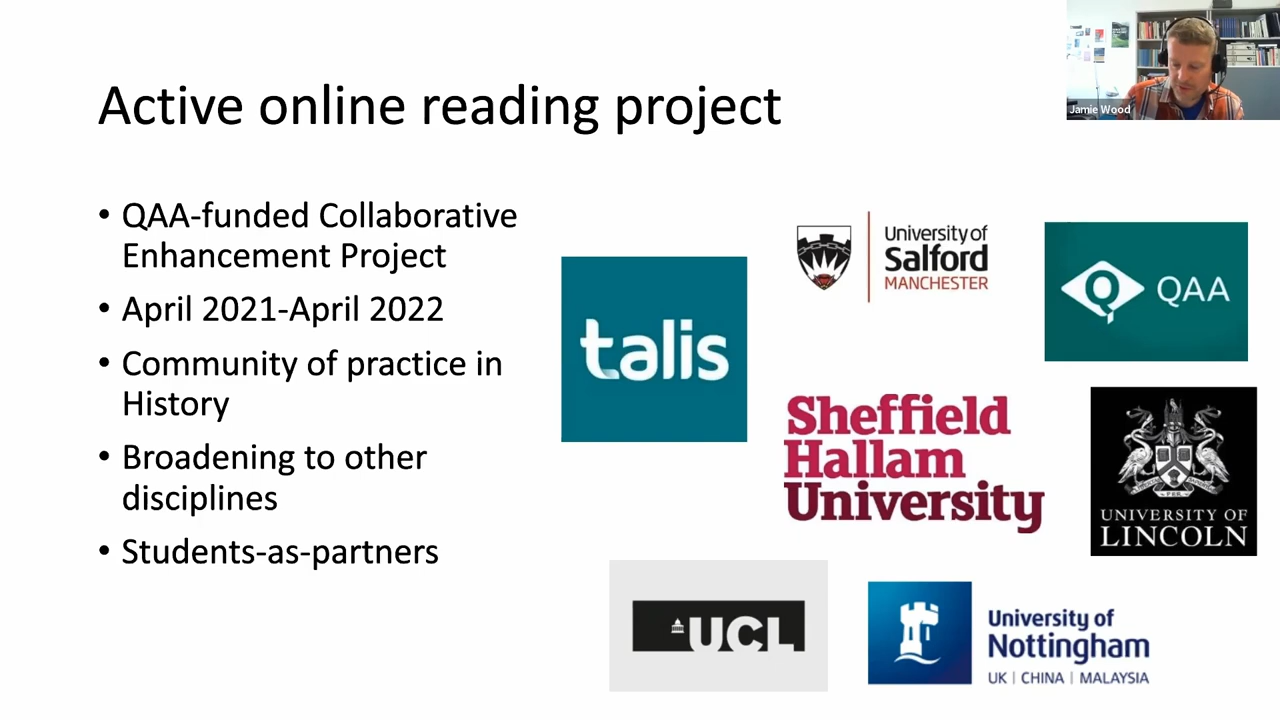 Active online reading project
Jamie Wood
• QAA-funded Collaborative
Enhancement Project
• April 2021-April 2022
• Community of practice in
History
• Broadening to other
disciplines
• Students-as-partners
talis
University of
Salford
MANCHESTER
QAA
Sheffield
Hallam
University
UNIVERSITY OF
LINCOLN
UCL
University of
Nottingham
UK | CHINA | MALAYSIA